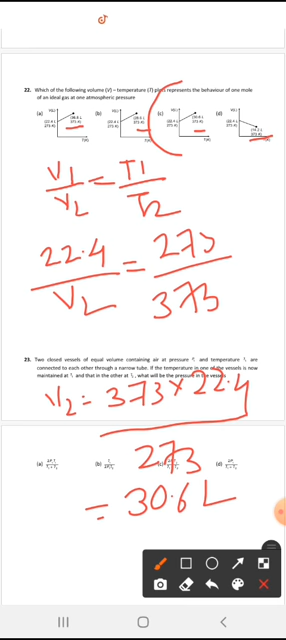 22. Which of the following volume (V) – temperature (T) plots represents the behaviour of one mole
of an ideal gas at one atmospheric pressure
(a) (b) (c) (d)
V(L) V(L) V(L) V(L)
(22.4 L
273 K)
T(K) T(K) T(K) T(K)
V1/V2 = T1/T2
22.4/V2 = 273/373
23. Two closed vessels of equal volume containing air at pressure P₁ and temperature T₁ are
connected to each other through a narrow tube. If the temperature in one of the vessels is now
maintained at T₁ and that in the other at T₂, what will be the pressure in the vessels
V2 = 373 × 22.4
273
(a) (b) (c) (d)
= 30.6 L